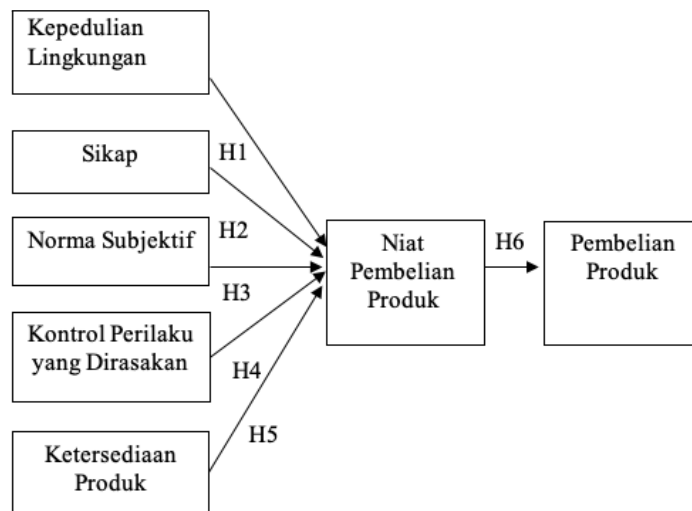 Kepedulian
Lingkungan
Sikap
H1
Norma Subjektif
H2
H3
Kontrol Perilaku
yang Dirasakan
H4
H5
Ketersediaan
Produk
Niat
Pembelian
Produk
H6
Pembelian
Produk